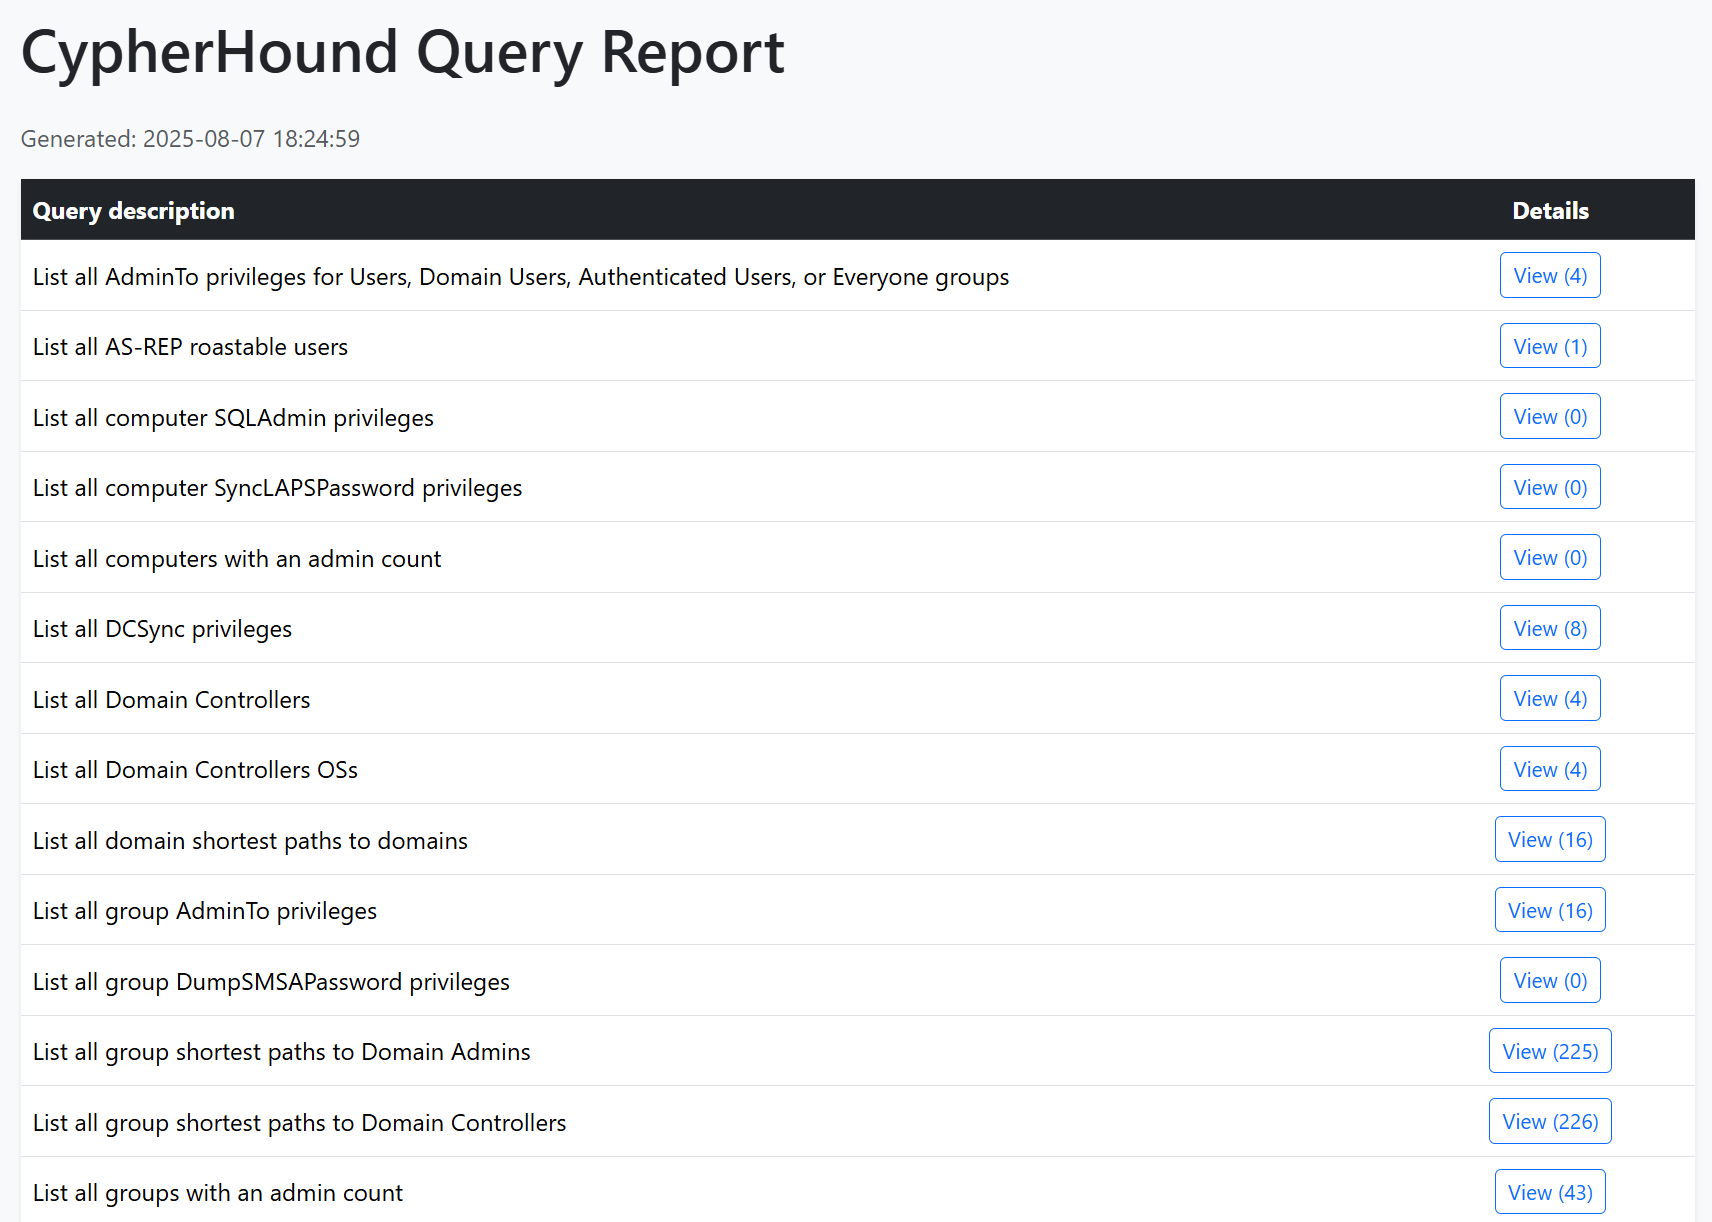 CypherHound Query Report
Generated: 2025-08-07 18:24:59
Query description Details
List all AdminTo privileges for Users, Domain Users, Authenticated Users, or Everyone groups View (4)
List all AS-REP roastable users View (1)
List all computer SQLAdmin privileges View (0)
List all computer SyncLAPSPassword privileges View (0)
List all computers with an admin count View (0)
List all DCSync privileges View (8)
List all Domain Controllers View (4)
List all Domain Controllers OSs View (4)
List all domain shortest paths to domains View (16)
List all group AdminTo privileges View (16)
List all group DumpSMSAPassword privileges View (0)
List all group shortest paths to Domain Admins View (225)
List all group shortest paths to Domain Controllers View (226)
List all groups with an admin count View (43)